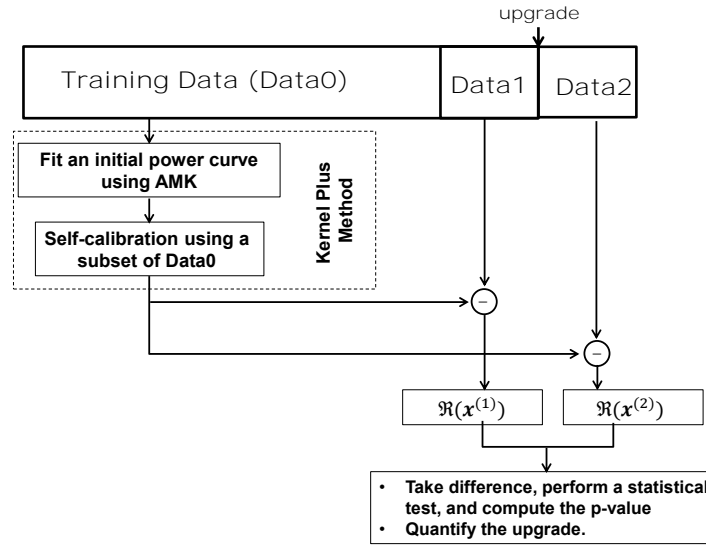 upgrade
Training Data (Data0)
Data1
Data2
Fit an initial power curve
using AMK
Self-calibration using a
subset of Data0
Kernel Plus
Method
−
−
ℜ(𝒙⁽¹⁾)
ℜ(𝒙⁽²⁾)
• Take difference, perform a statistical
test, and compute the p-value
• Quantify the upgrade.